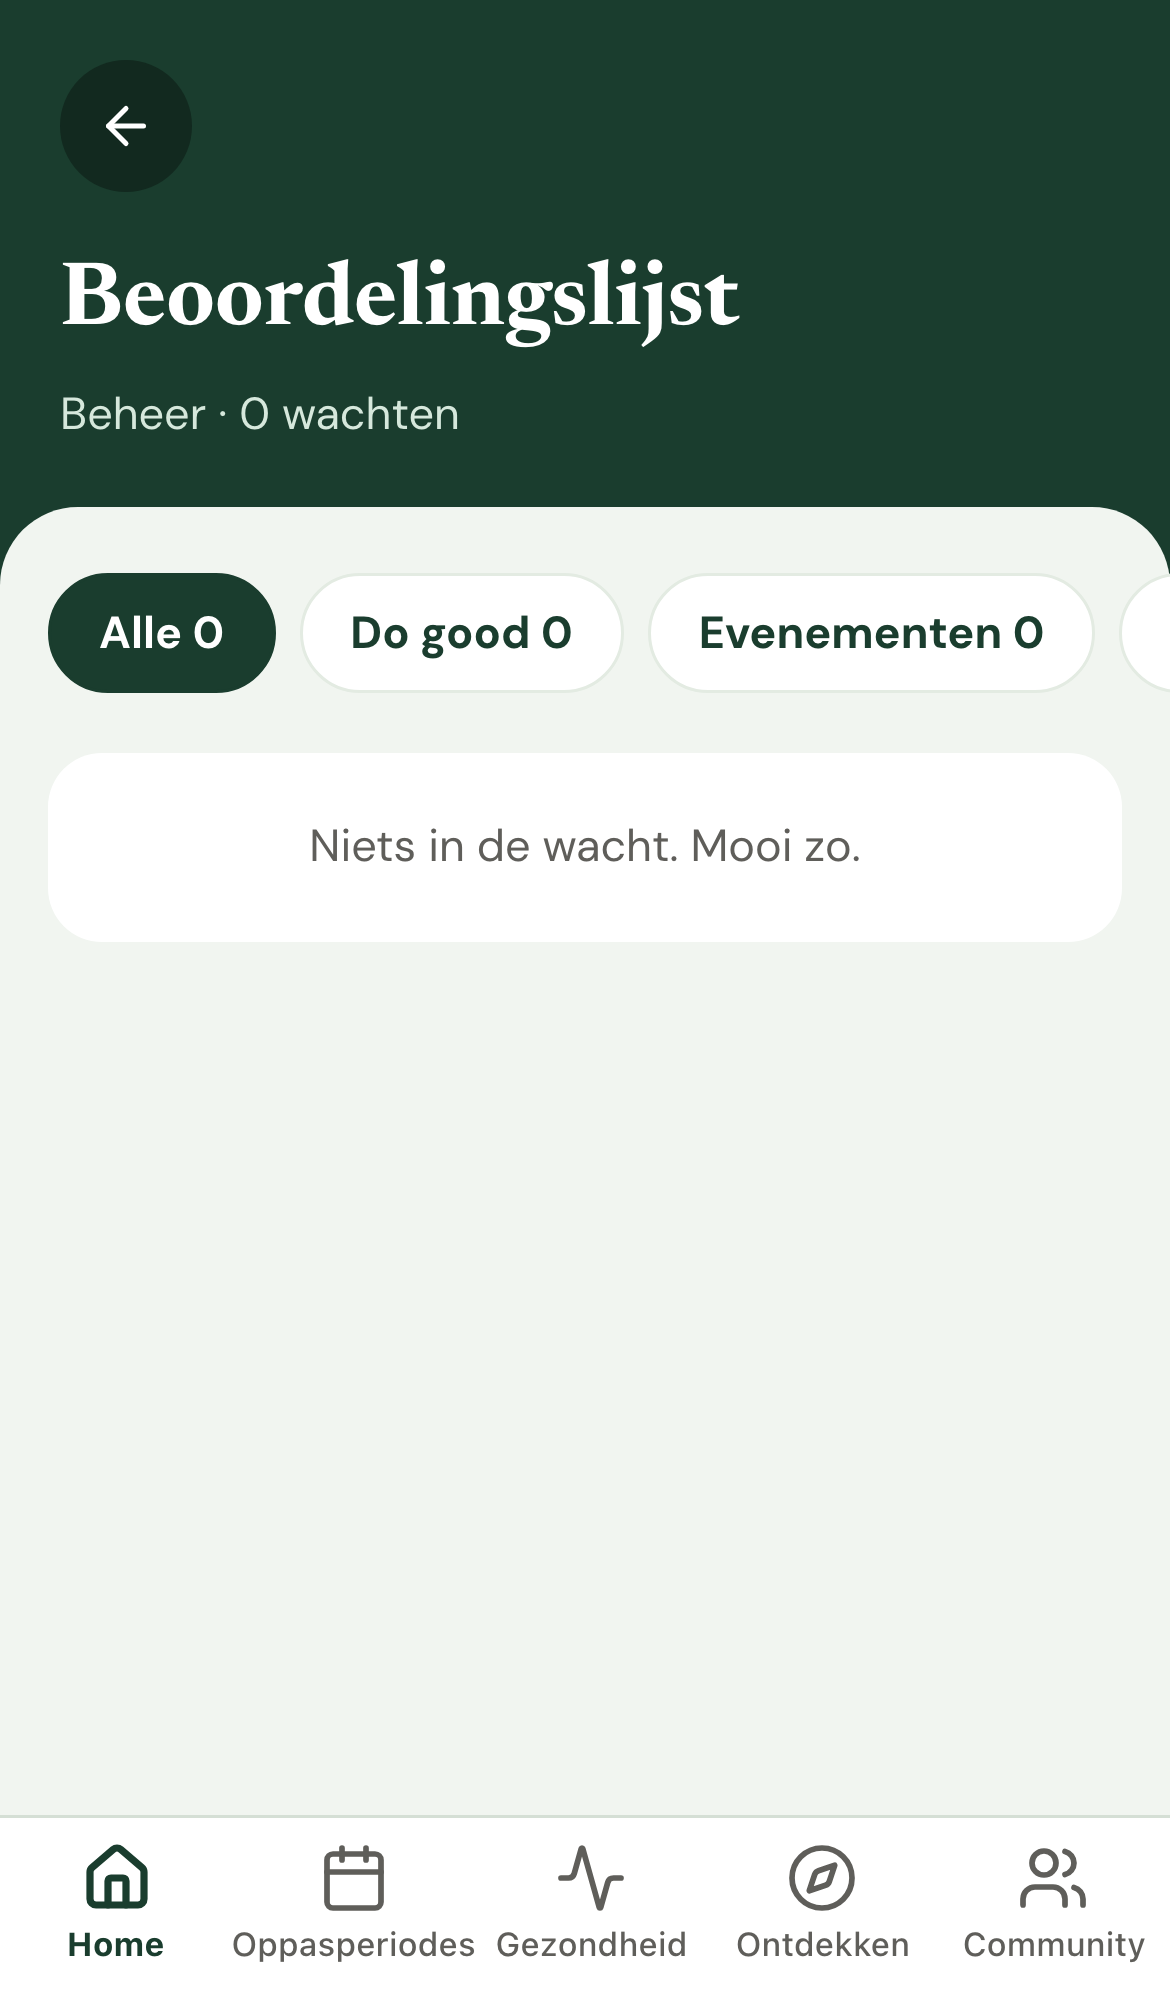 Beoordelingslijst
Beheer · 0 wachten
Alle 0
Do good 0
Evenementen 0
Niets in de wacht. Mooi zo.
Home
Oppasperiodes
Gezondheid
Ontdekken
Community